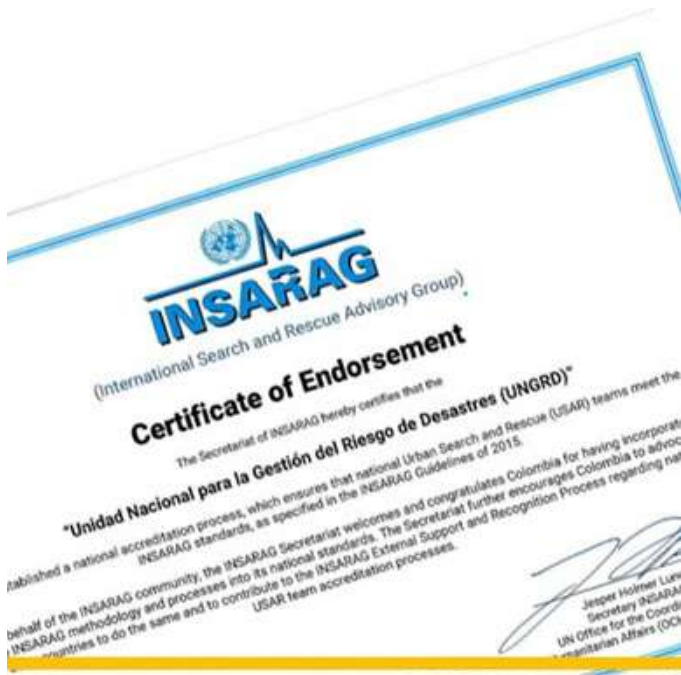 INSARAG
(International Search and Rescue Advisory Group)
Certificate of Endorsement
The Secretariat of INSARAG hereby certifies that the
"Unidad Nacional para la Gestión del Riesgo de Desastres (UNGRD)"
established a national accreditation process, which ensures that national Urban Search and Rescue (USAR) teams meet the
INSARAG standards, as specified in the INSARAG Guidelines of 2015.
behalf of the INSARAG community, the INSARAG Secretariat welcomes and congratulates Colombia for having incorporate
INSARAG methodology and processes into its national standards. The Secretariat further encourages Colombia to advoc
countries to do the same and to contribute to the INSARAG External Support and Recognition Process regarding nat
USAR team accreditation processes.
Jesper Holmer Lun
Secretary INSARAG
UN Office for the Coordi
umanitarian Affairs (OCH